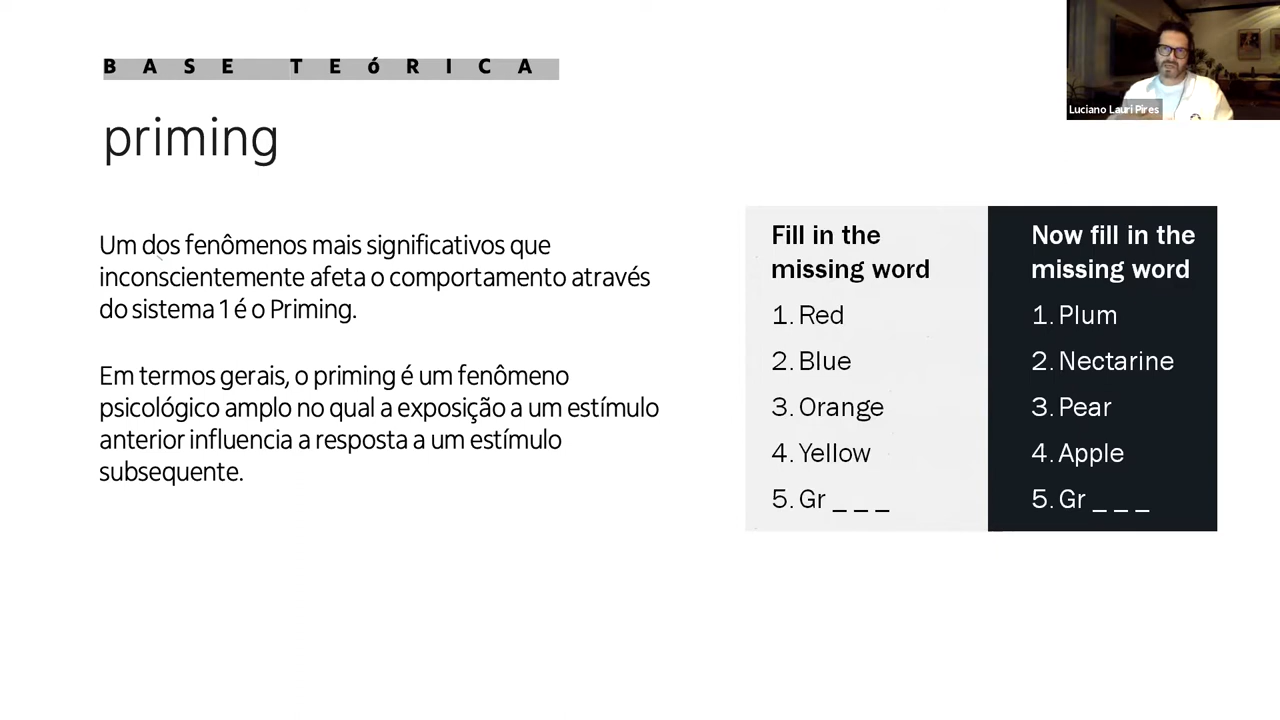 BASE TEóRICA
Luciano Lauri Pires
priming
Um dos fenômenos mais significativos que
inconscientemente afeta o comportamento através
do sistema 1 é o Priming.
Em termos gerais, o priming é um fenômeno
psicológico amplo no qual a exposição a um estímulo
anterior influencia a resposta a um estímulo
subsequente.
Fill in the
missing word
1. Red
2. Blue
3. Orange
4. Yellow
5. Gr _ _ _
Now fill in the
missing word
1. Plum
2. Nectarine
3. Pear
4. Apple
5. Gr _ _ _